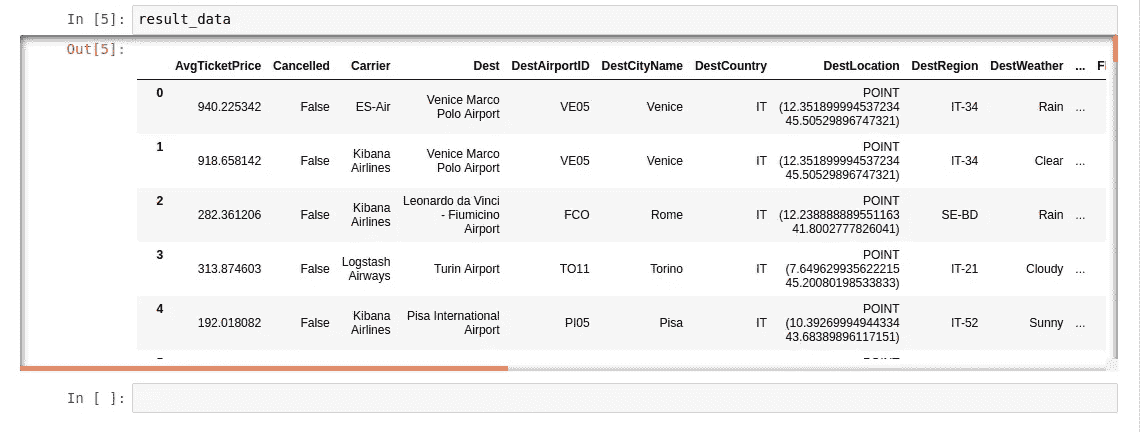 In [5]: result_data
Out[5]:
AvgTicketPrice Cancelled Carrier Dest DestAirportID DestCityName DestCountry DestLocation DestRegion DestWeather ... F
0 940.225342 False ES-Air Venice Marco Polo Airport VE05 Venice IT POINT (12.351899994537234 45.50529896747321) IT-34 Rain ...
1 918.658142 False Kibana Airlines Venice Marco Polo Airport VE05 Venice IT POINT (12.351899994537234 45.50529896747321) IT-34 Clear ...
2 282.361206 False Kibana Airlines Leonardo da Vinci - Fiumicino Airport FCO Rome IT POINT (12.238888889551163 41.8002777826041) SE-BD Rain ...
3 313.874603 False Logstash Airways Turin Airport TO11 Torino IT POINT (7.649629935622215 45.20080198533833) IT-21 Cloudy ...
4 192.018082 False Kibana Airlines Pisa International Airport PI05 Pisa IT POINT (10.39269994944334 43.68389896117151) IT-52 Sunny ...
In [ ]: